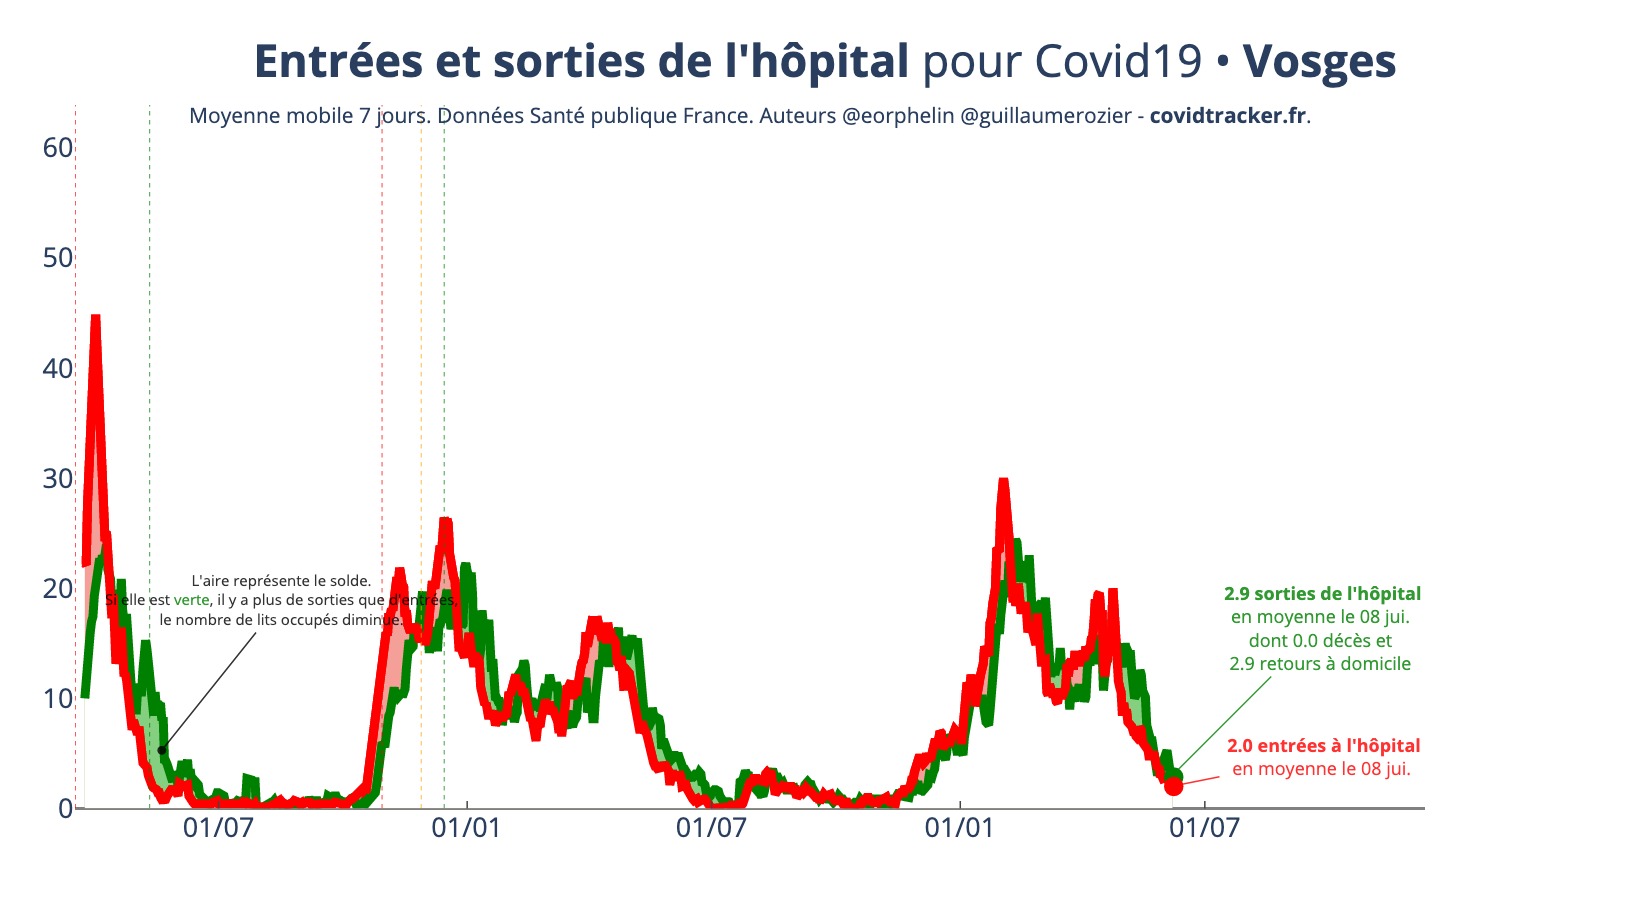 Entrées et sorties de l'hôpital pour Covid19 • Vosges
Moyenne mobile 7 jours. Données Santé publique France. Auteurs @eorphelin @guillaumerozier - covidtracker.fr.
60
50
40
30
20
10
0
L'aire représente le solde.
Si elle est verte, il y a plus de sorties que d'entrées,
le nombre de lits occupés diminue.
2.9 sorties de l'hôpital
en moyenne le 08 jui.
dont 0.0 décès et
2.9 retours à domicile
2.0 entrées à l'hôpital
en moyenne le 08 jui.
01/07
01/01
01/07
01/01
01/07